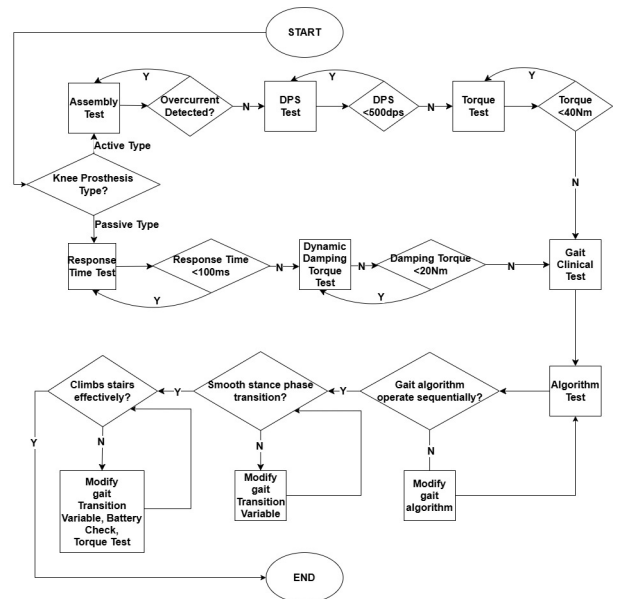 START
Y
Y
Y
Assembly
Test
Overcurrent
Detected?
N
DPS
Test
DPS
<500dps
N
Torque
Test
Torque
<40Nm
Active Type
Knee Prosthesis
Type?
N
Passive Type
Response
Time Test
Response Time
<100ms
N
Dynamic
Damping
Torque
Test
N
Damping Torque
<20Nm
N
Gait
Clinical
Test
Y
Y
Climbs stairs
effectively?
Y
Smooth stance phase
transition?
Y
Gait algorithm
operate sequentially?
Algorithm
Test
Y
N
N
N
Modify
gait
Transition
Variable, Battery
Check,
Torque Test
Modify
gait
Transition
Variable
Modify
gait
algorithm
END